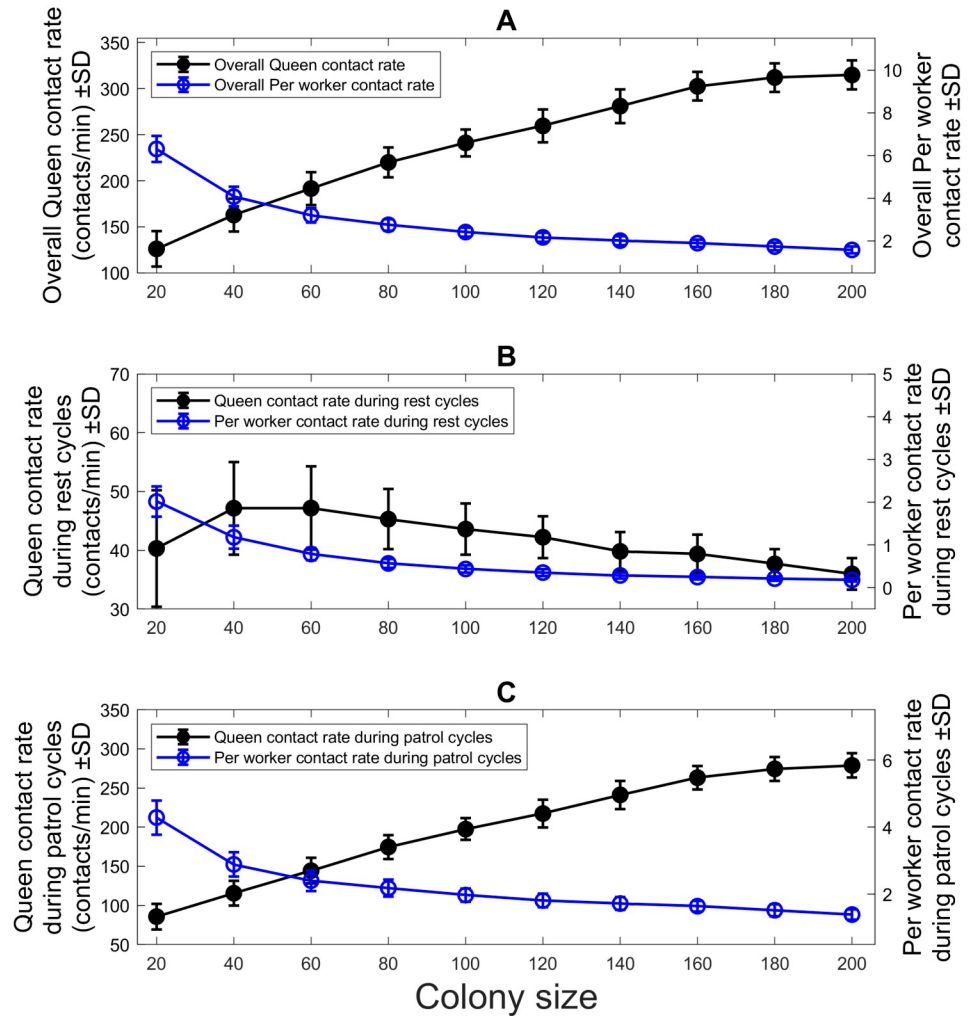 A
Overall Queen contact rate
(contacts/min) ±SD
350
300
250
200
150
100
Overall Queen contact rate
Overall Per worker contact rate
10
8
6
4
2
Overall Per worker
contact rate ±SD
20 40 60 80 100 120 140 160 180 200
B
Queen contact rate
during rest cycles
(contacts/min) ±SD
70
60
50
40
30
Queen contact rate during rest cycles
Per worker contact rate during rest cycles
5
4
3
2
1
0
Per worker contact rate
during rest cycles ±SD
20 40 60 80 100 120 140 160 180 200
C
Queen contact rate
during patrol cycles
(contacts/min) ±SD
350
300
250
200
150
100
50
Queen contact rate during patrol cycles
Per worker contact rate during patrol cycles
6
4
2
Per worker contact rate
during patrol cycles ±SD
20 40 60 80 100 120 140 160 180 200
Colony size